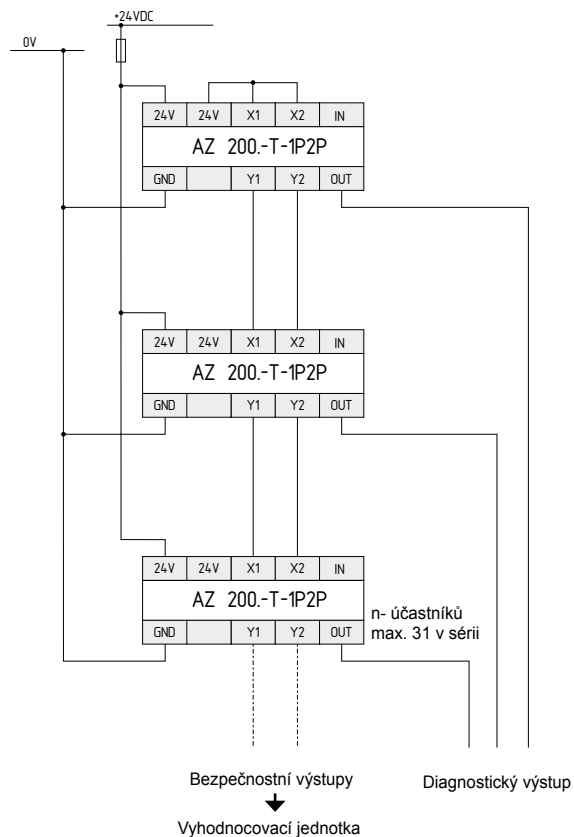 +24VDC
0V
24V 24V X1 X2 IN
AZ 200.-T-1P2P
GND Y1 Y2 OUT
24V 24V X1 X2 IN
AZ 200.-T-1P2P
GND Y1 Y2 OUT
24V 24V X1 X2 IN
AZ 200.-T-1P2P
GND Y1 Y2 OUT
n- účastníků
max. 31 v sérii
Bezpečnostní výstupy
Diagnostický výstup
Vyhodnocovací jednotka